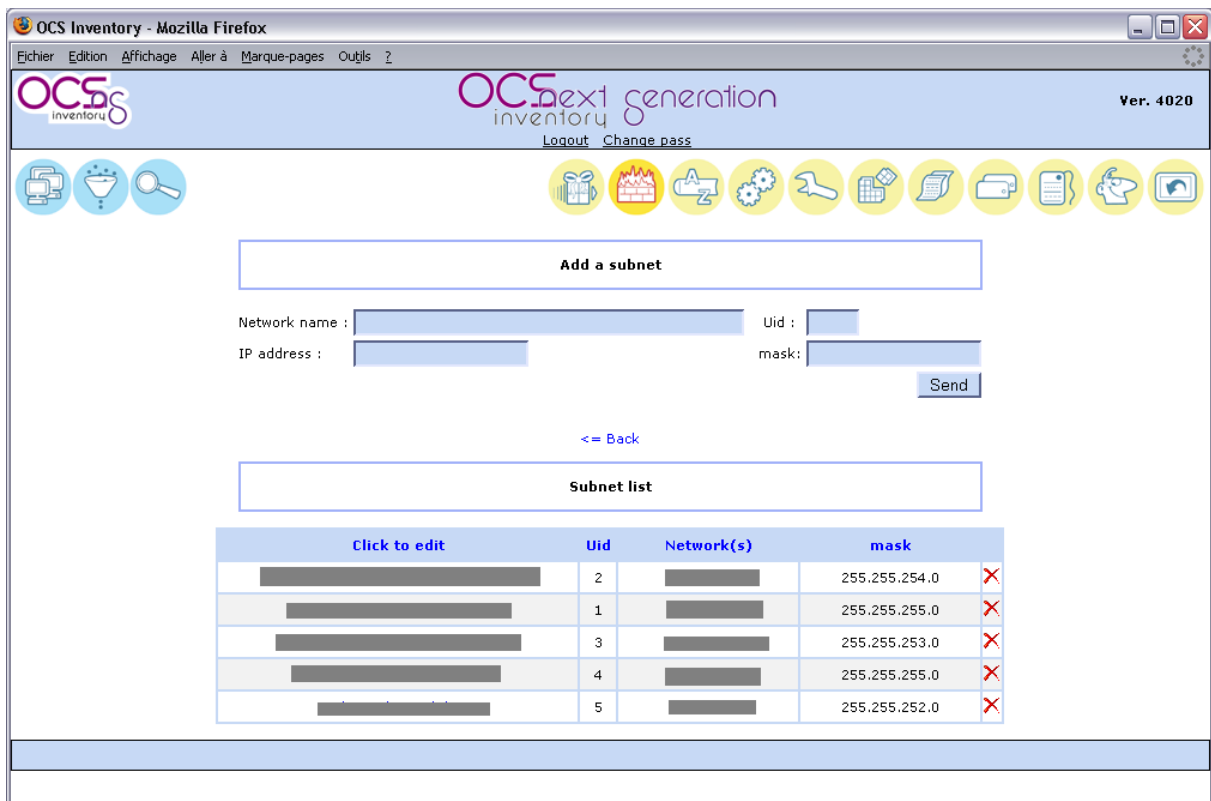 OCS Inventory - Mozilla Firefox
Fichier Edition Affichage Aller à Marque-pages Outils ?
OCS ng inventory
OCS inventory next generation
Ver. 4020
Logout Change pass
A Z
Add a subnet
Network name : Uid :
IP address : mask:
Send
<= Back
Subnet list
Click to edit Uid Network(s) mask
2 255.255.254.0
1 255.255.255.0
3 255.255.253.0
4 255.255.255.0
5 255.255.252.0